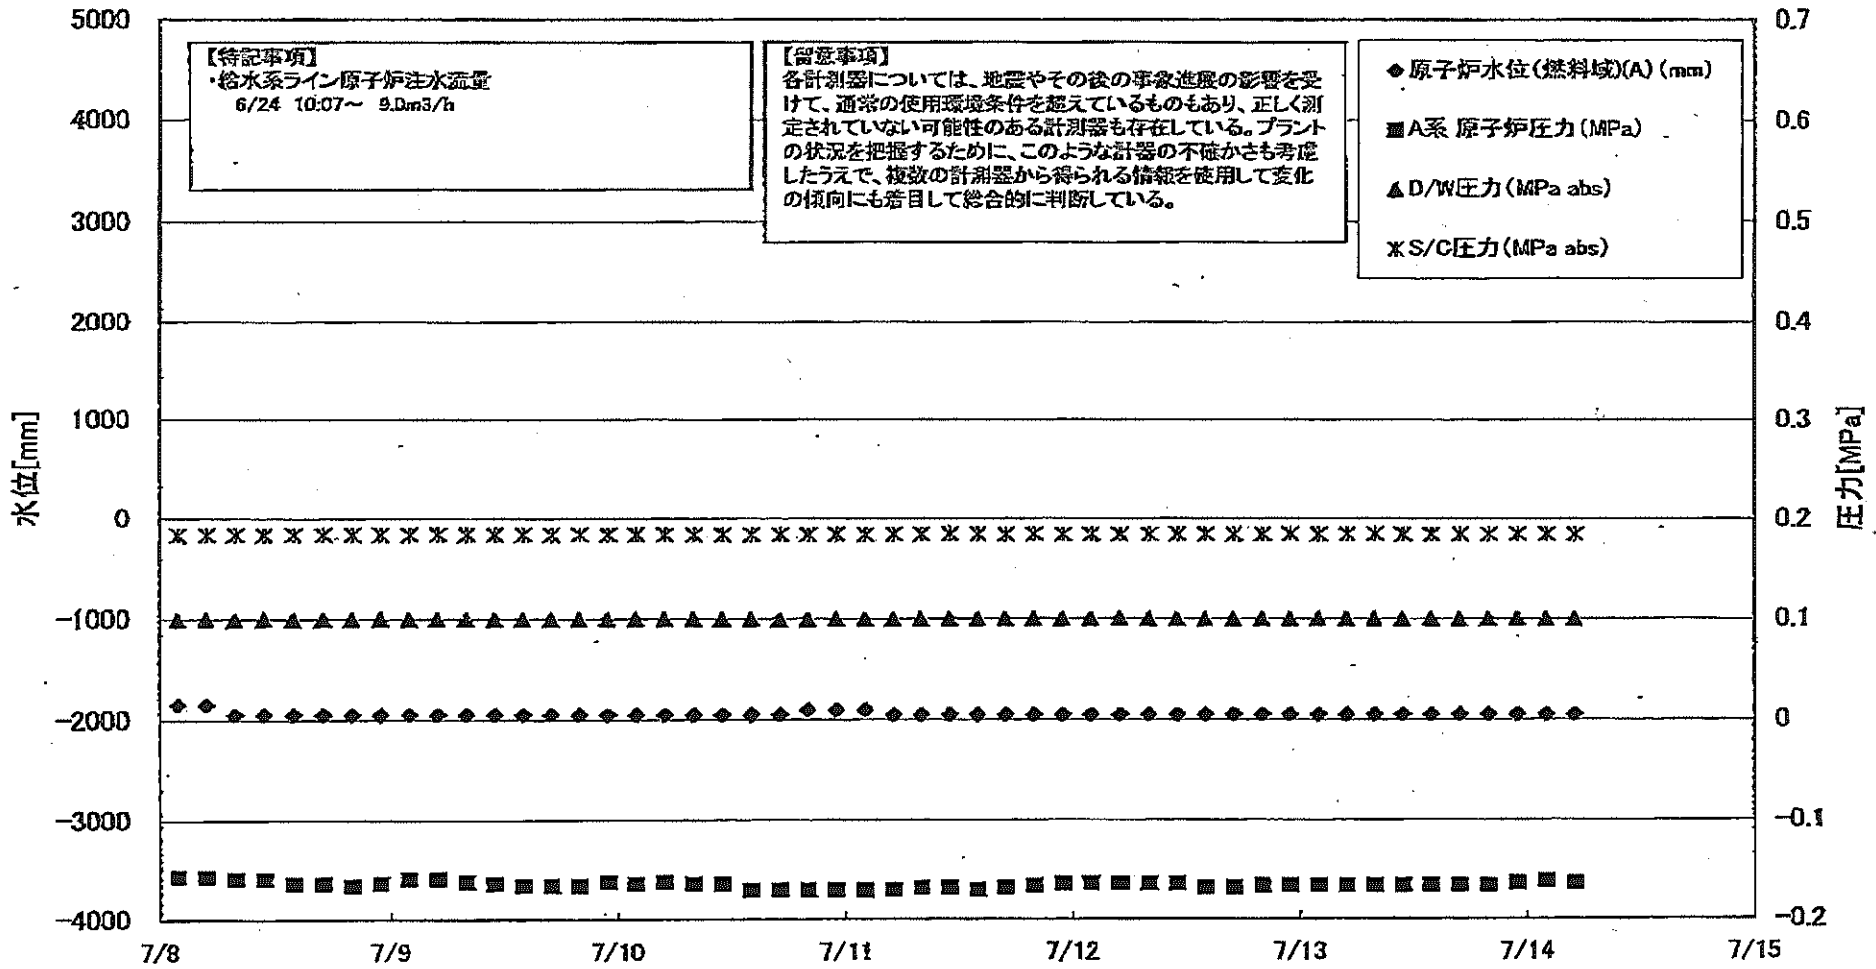 【特記事項】
・給水系ライン原子炉注水流量
6/24 10:07～ 9.0m3/h
【留意事項】
各計測器については、地震やその後の事象進展の影響を受
けて、通常の使用環境条件を超えているものもあり、正しく測
定されていない可能性のある計測器も存在している。プラント
の状況を把握するために、このような計器の不確かさも考慮
したうえで、複数の計測器から得られる情報を使用して変化
の傾向にも着目して総合的に判断している。
◆原子炉水位(燃料域)(A)(mm)
■A系 原子炉圧力(MPa)
▲D/W圧力(MPa abs)
S/C圧力(MPa abs)
水位[mm]
5000
4000
3000
2000
1000
0
-1000
-2000
-3000
-4000
圧力[MPa]
0.7
0.6
0.5
0.4
0.3
0.2
0.1
0
-0.1
-0.2
7/8 7/9 7/10 7/11 7/12 7/13 7/14 7/15